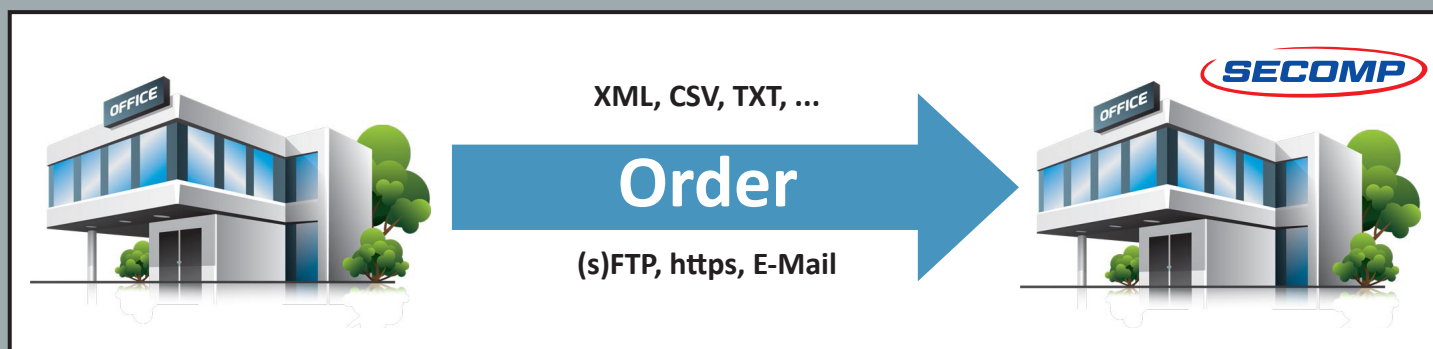 OFFICE
XML, CSV, TXT, ...
Order
(s)FTP, https, E-Mail
SECOMP
OFFICE